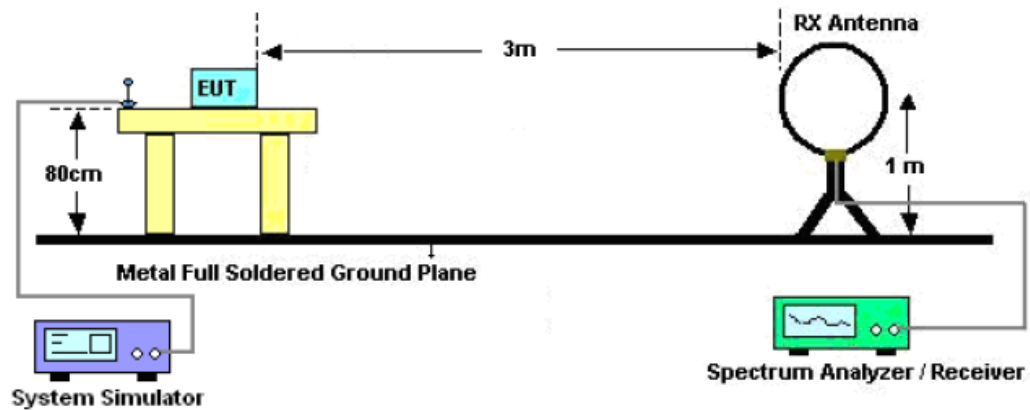 RX Antenna
3m
EUT
80cm
1 m
Metal Full Soldered Ground Plane
System Simulator
Spectrum Analyzer / Receiver